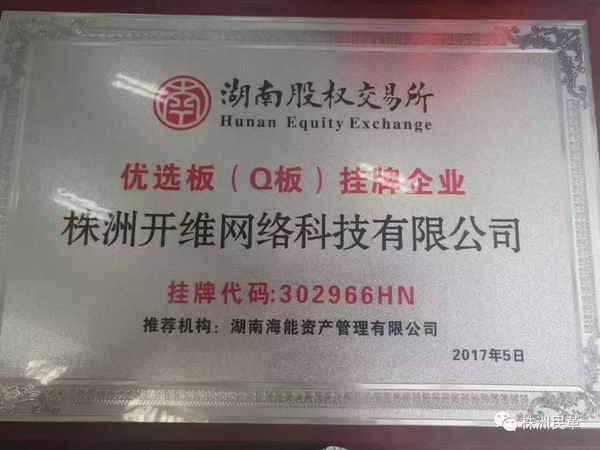 湖南股权交易所
Hunan Equity Exchange
优选板（Q板）挂牌企业
株洲开维网络科技有限公司
挂牌代码:302966HN
推荐机构：湖南海能资产管理有限公司
2017年5日
株洲民革